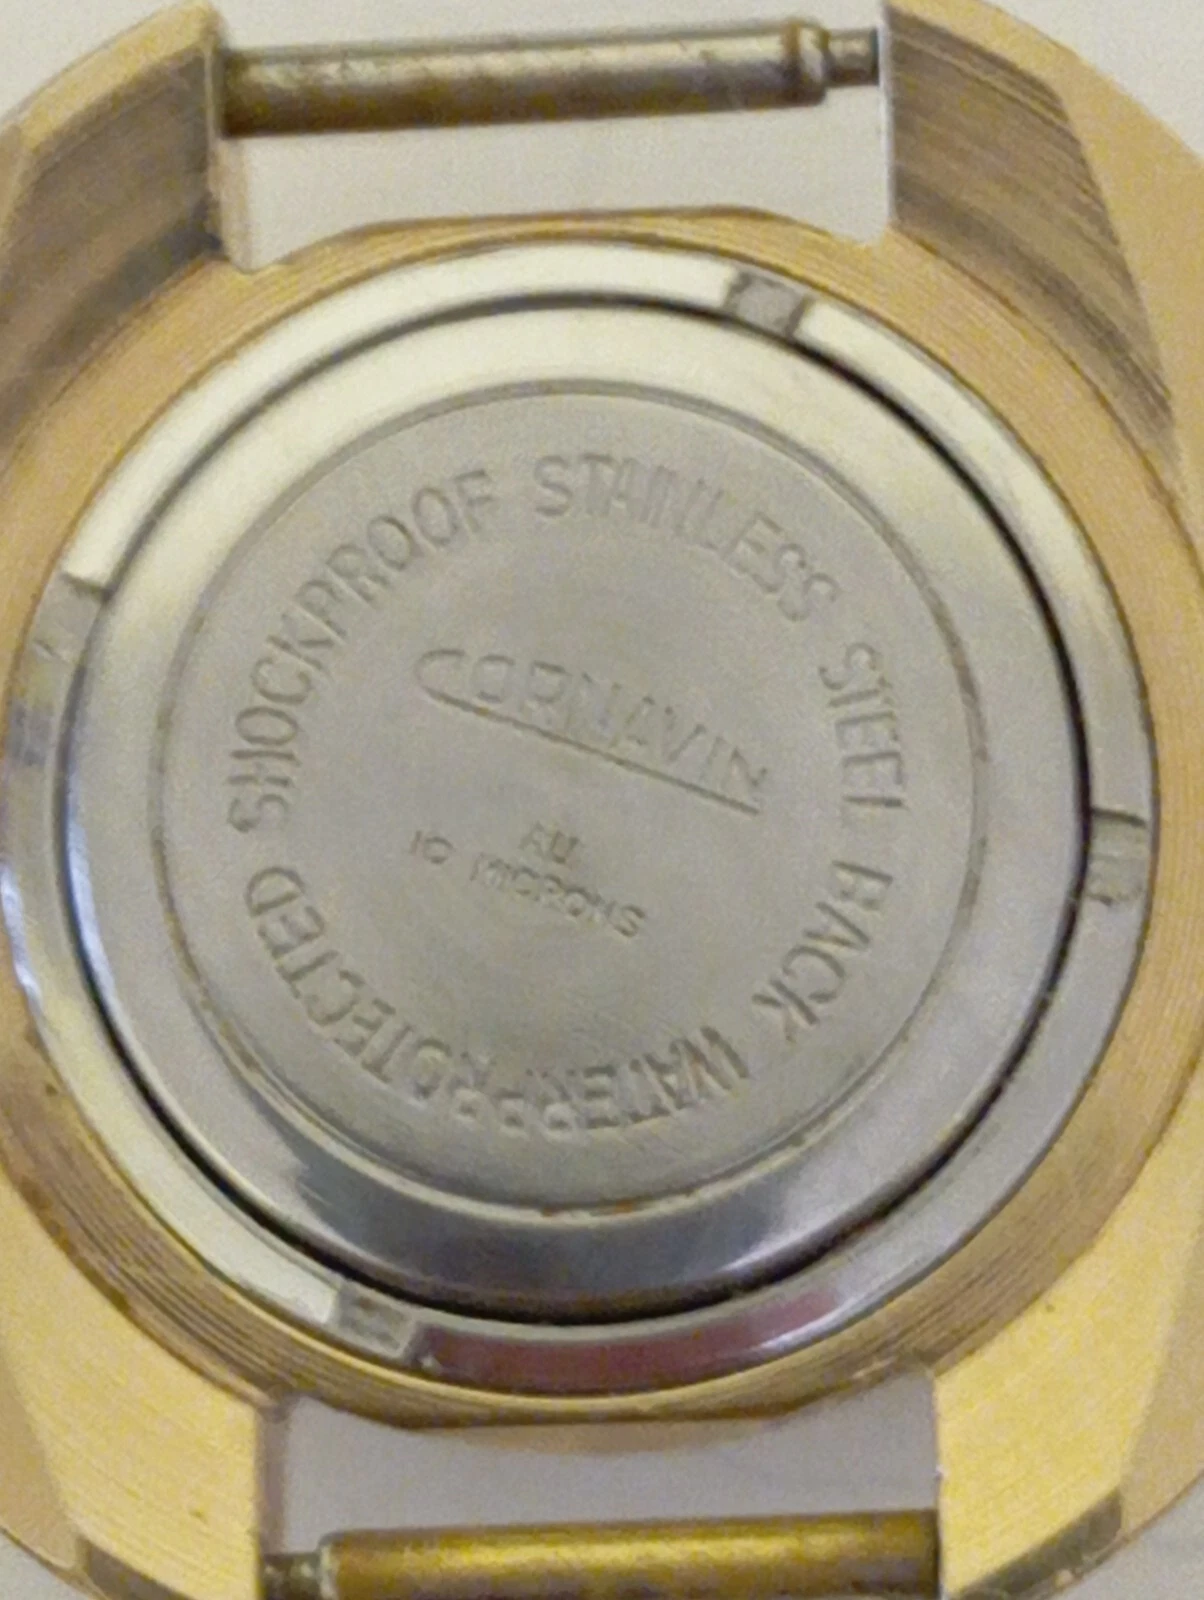 SHOCKPROOF STAINLESS STEEL BACK WATERPROTECTED
CORNAVIN
AU
10 MICRONS